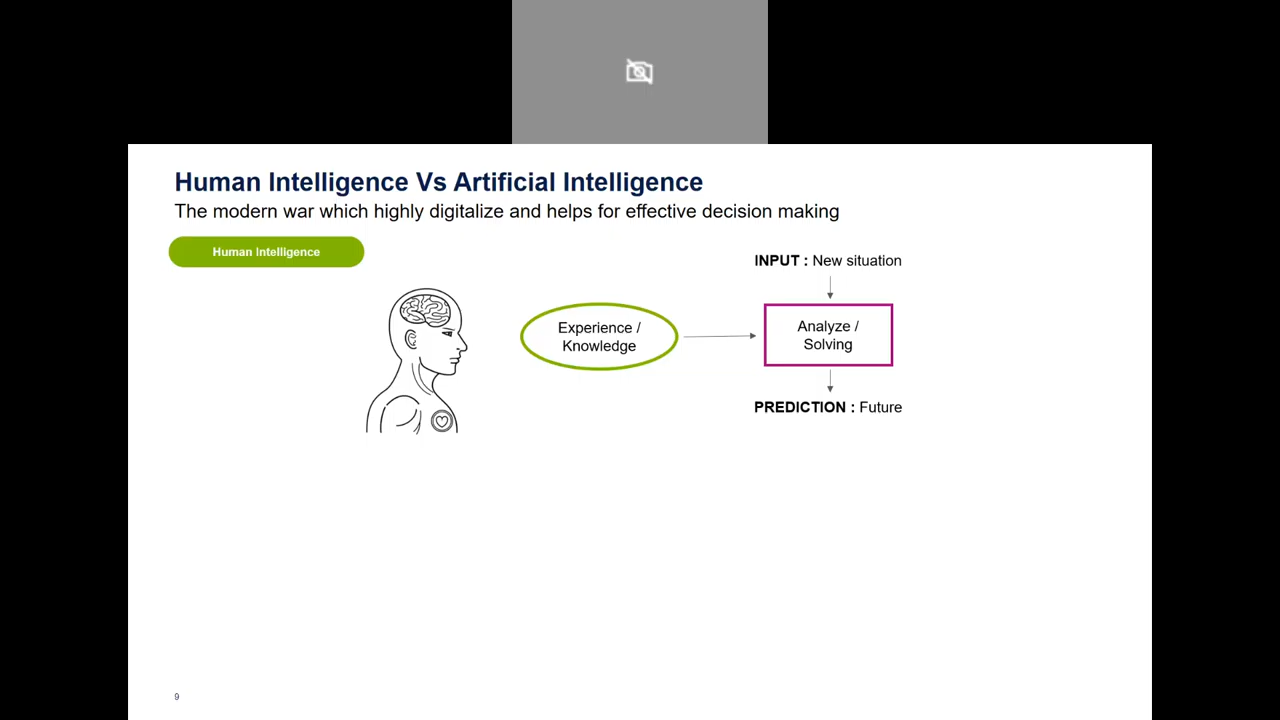 Human Intelligence Vs Artificial Intelligence
The modern war which highly digitalize and helps for effective decision making
Human Intelligence
INPUT : New situation
Experience /
Knowledge
Analyze /
Solving
PREDICTION : Future
9